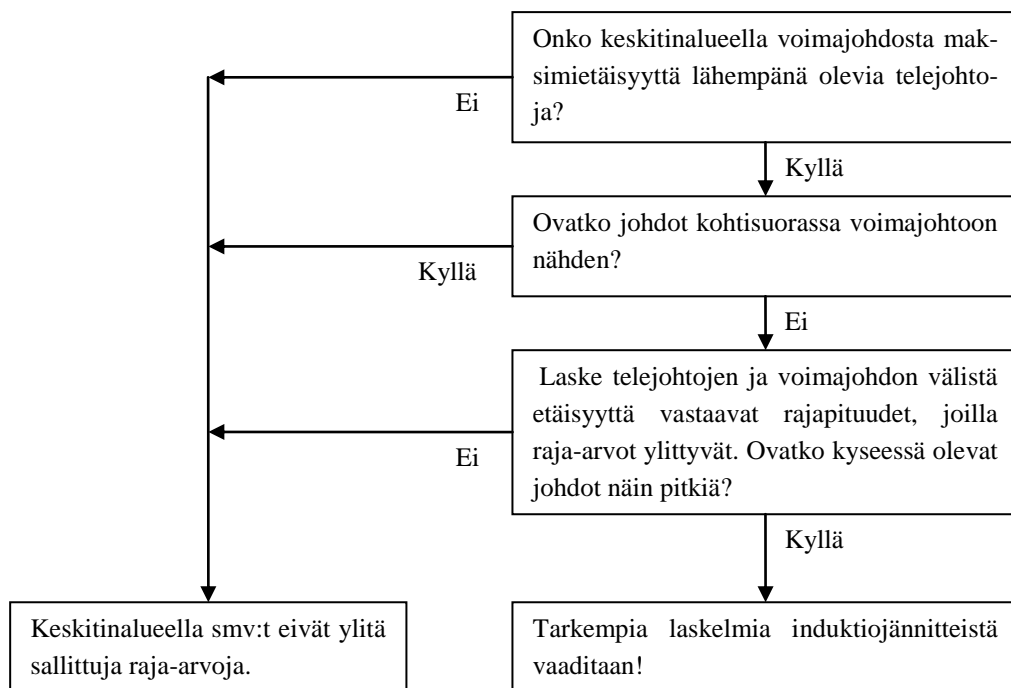 Onko keskitinalueella voimajohdosta mak-
simietäisyyttä lähempänä olevia telejohto-
ja?
Ei
Kyllä
Ovatko johdot kohtisuorassa voimajohtoon
nähden?
Kyllä
Ei
Laske telejohtojen ja voimajohdon välistä
etäisyyttä vastaavat rajapituudet, joilla
raja-arvot ylittyvät. Ovatko kyseessä olevat
johdot näin pitkiä?
Ei
Kyllä
Keskitinalueella smv:t eivät ylitä
sallittuja raja-arvoja.
Tarkempia laskelmia induktiojännitteistä
vaaditaan!